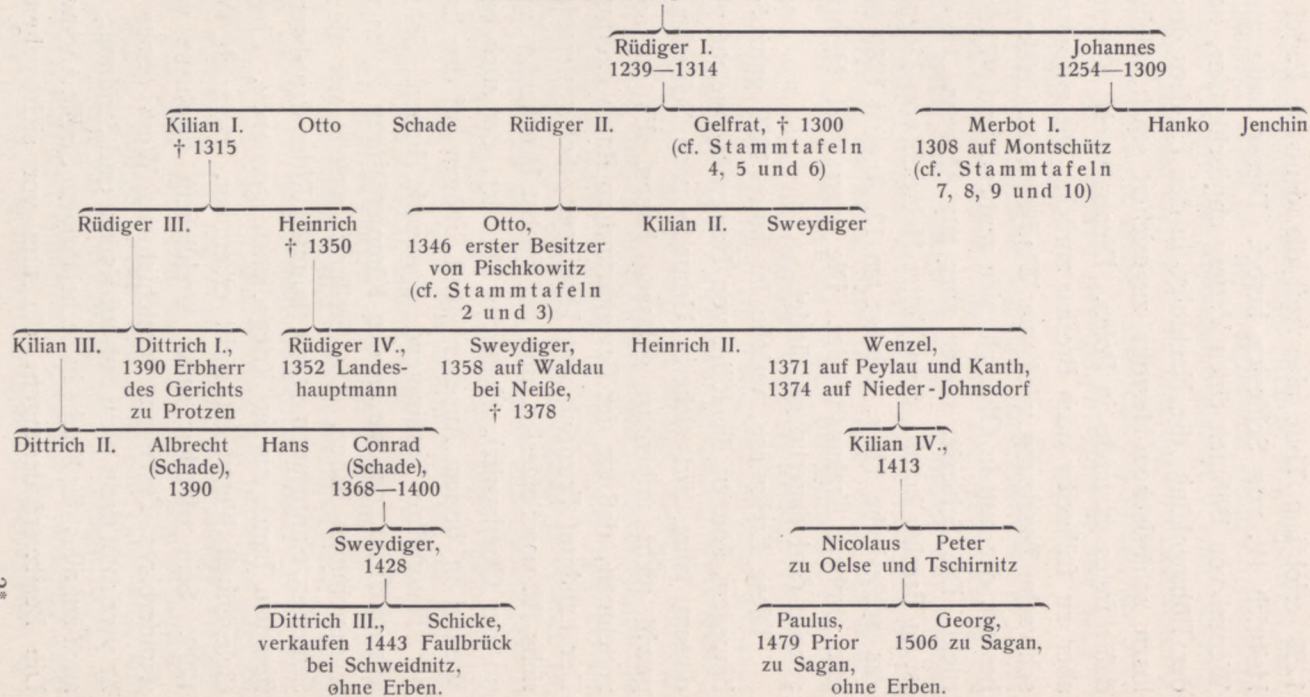 Rüdiger I. Johannes
1239—1314 1254—1309
Kilian I. Otto Schade Rüdiger II. Gelfrat, † 1300 Merbot I. Hanko Jenchin
† 1315 (cf. Stammtafeln 1308 auf Montschütz
4, 5 und 6) (cf. Stammtafeln
7, 8, 9 und 10)
Rüdiger III. Heinrich Otto, Kilian II. Sweydiger
† 1350 1346 erster Besitzer
von Pischkowitz
(cf. Stammtafeln
2 und 3)
Kilian III. Dittrich I., Rüdiger IV., Sweydiger, Heinrich II. Wenzel,
1390 Erbherr 1352 Landes- 1358 auf Waldau 1371 auf Peylau und Kanth,
des Gerichts hauptmann bei Neiße, 1374 auf Nieder-Johnsdorf
zu Protzen † 1378
Dittrich II. Albrecht Hans Conrad Kilian IV.,
(Schade), (Schade), 1413
1390 1368—1400
Sweydiger, Nicolaus Peter
1428 zu Oelse und Tschirnitz
Dittrich III., Schicke, Paulus, Georg,
verkaufen 1443 Faulbrück 1479 Prior 1506 zu Sagan,
bei Schweidnitz, zu Sagan,
ohne Erben. ohne Erben.
2*